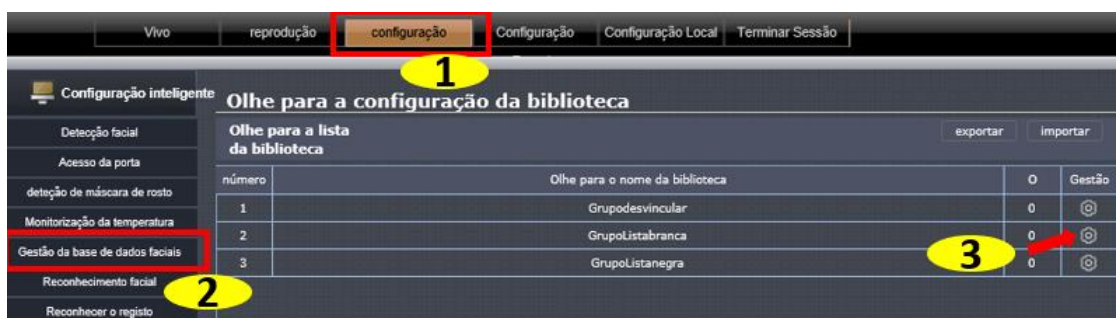 Vivo reprodução configuração Configuração Configuração Local Terminar Sessão
1
Configuração inteligente
Olhe para a configuração da biblioteca
Detecção facial
Olhe para a lista
da biblioteca
exportar importar
Acesso da porta
número Olhe para o nome da biblioteca O Gestão
deteção de máscara de rosto
1 Grupodesvincular 0
Monitorização da temperatura
2 GrupoListabranca 0
Gestão da base de dados faciais
3 GrupoListanegra 0
3
Reconhecimento facial
2
Reconhecer o registo